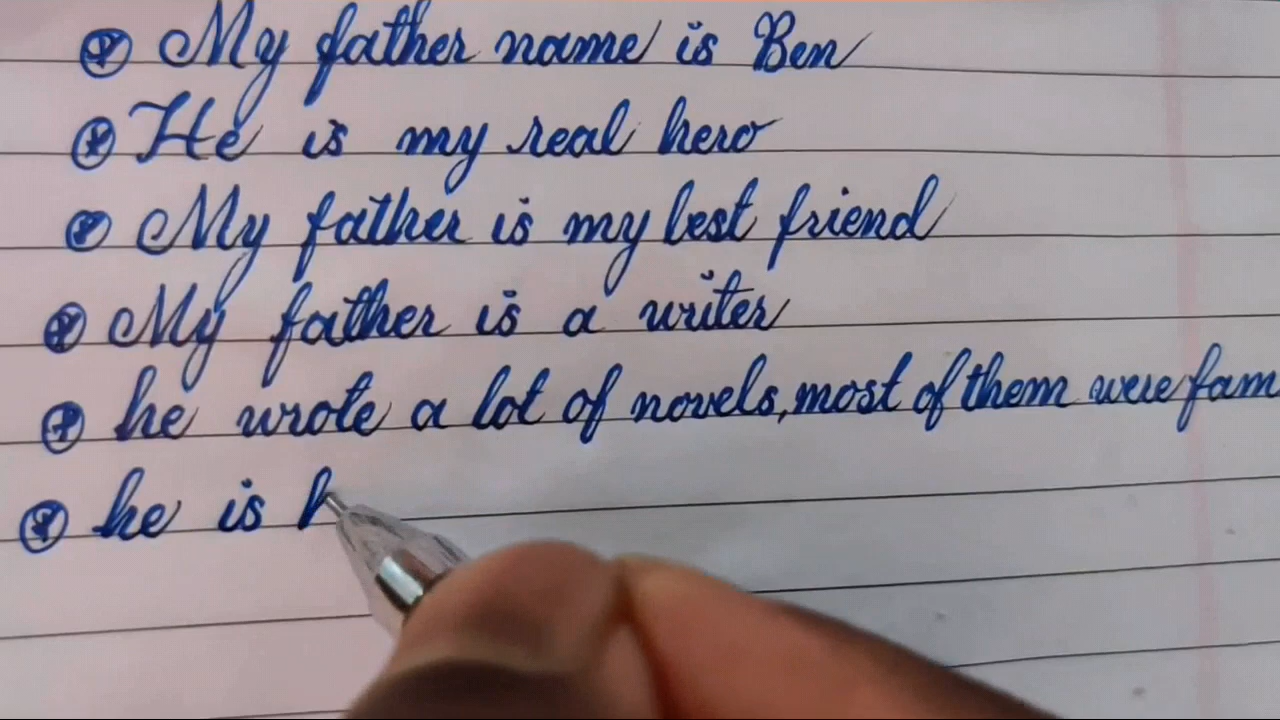 My father name is Ben
He is my real hero
My father is my best friend
My father is a writer
he wrote a lot of novels, most of them were fam
he is